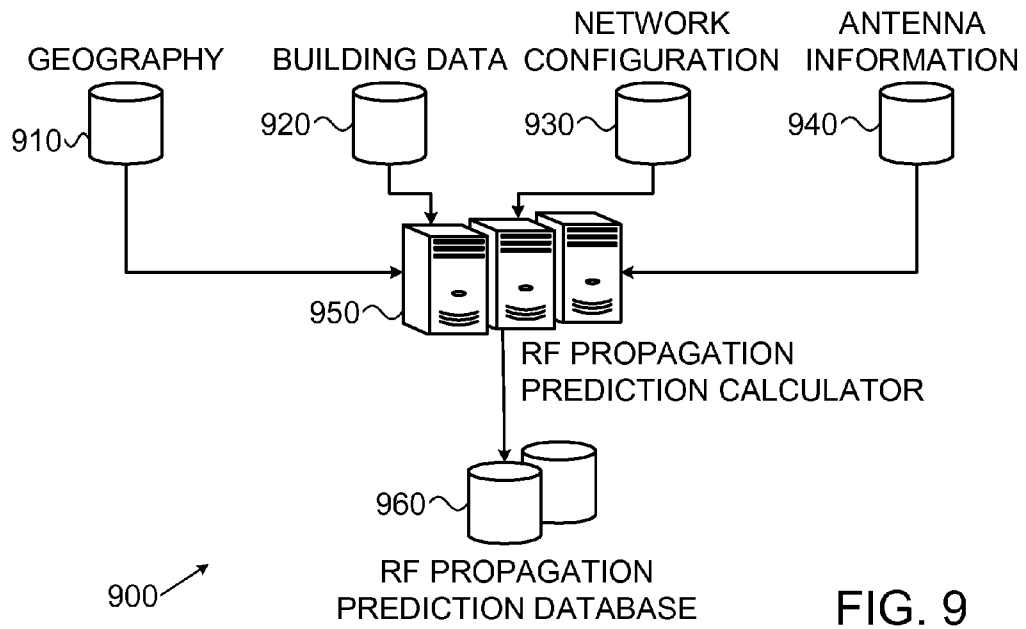 GEOGRAPHY
BUILDING DATA
NETWORK
CONFIGURATION
ANTENNA
INFORMATION
910
920
930
940
950
RF PROPAGATION
PREDICTION CALCULATOR
960
RF PROPAGATION
PREDICTION DATABASE
900
FIG. 9